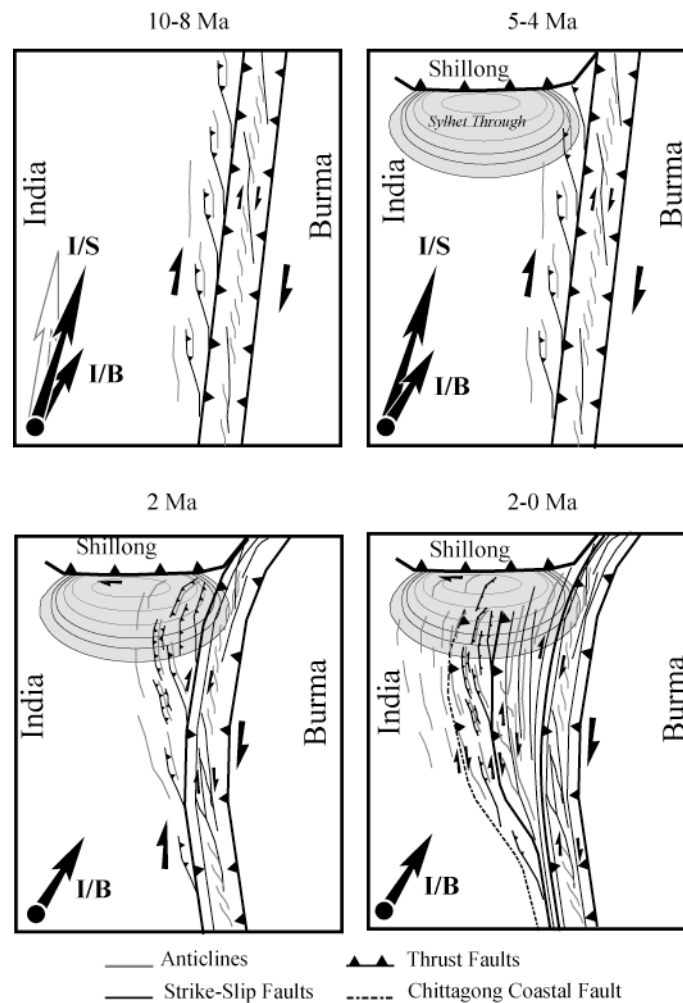 10-8 Ma
India
Burma
I/S
I/B
5-4 Ma
Shillong
Sylhet Through
India
Burma
I/S
I/B
2 Ma
Shillong
India
Burma
I/B
2-0 Ma
Shillong
India
Burma
I/B
Anticlines
Thrust Faults
Strike-Slip Faults
Chittagong Coastal Fault